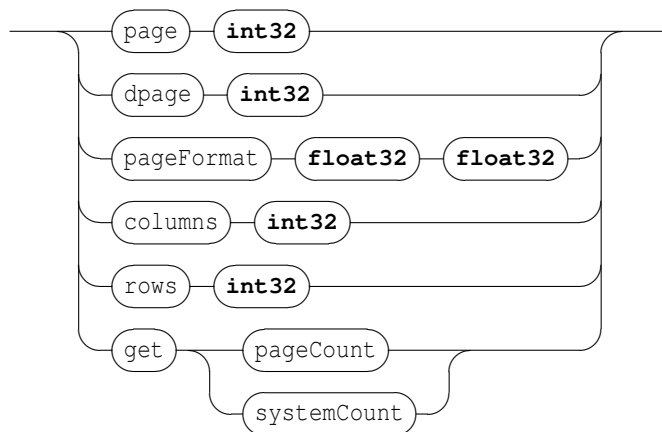 page int32
dpage int32
pageFormat float32 float32
columns int32
rows int32
get pageCount
systemCount